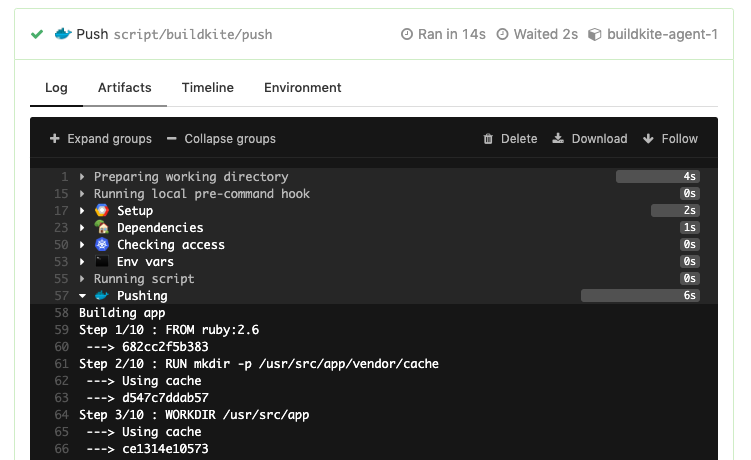 Push script/buildkite/push Ran in 14s Waited 2s buildkite-agent-1
Log Artifacts Timeline Environment
Expand groups Collapse groups Delete Download Follow
1 Preparing working directory 4s
15 Running local pre-command hook 0s
17 Setup 2s
23 Dependencies 1s
50 Checking access 0s
53 Env vars 0s
55 Running script 0s
57 Pushing 6s
58 Building app
59 Step 1/10 : FROM ruby:2.6
60 ---> 682cc2f5b383
61 Step 2/10 : RUN mkdir -p /usr/src/app/vendor/cache
62 ---> Using cache
63 ---> d547c7ddab57
64 Step 3/10 : WORKDIR /usr/src/app
65 ---> Using cache
66 ---> ce1314e10573